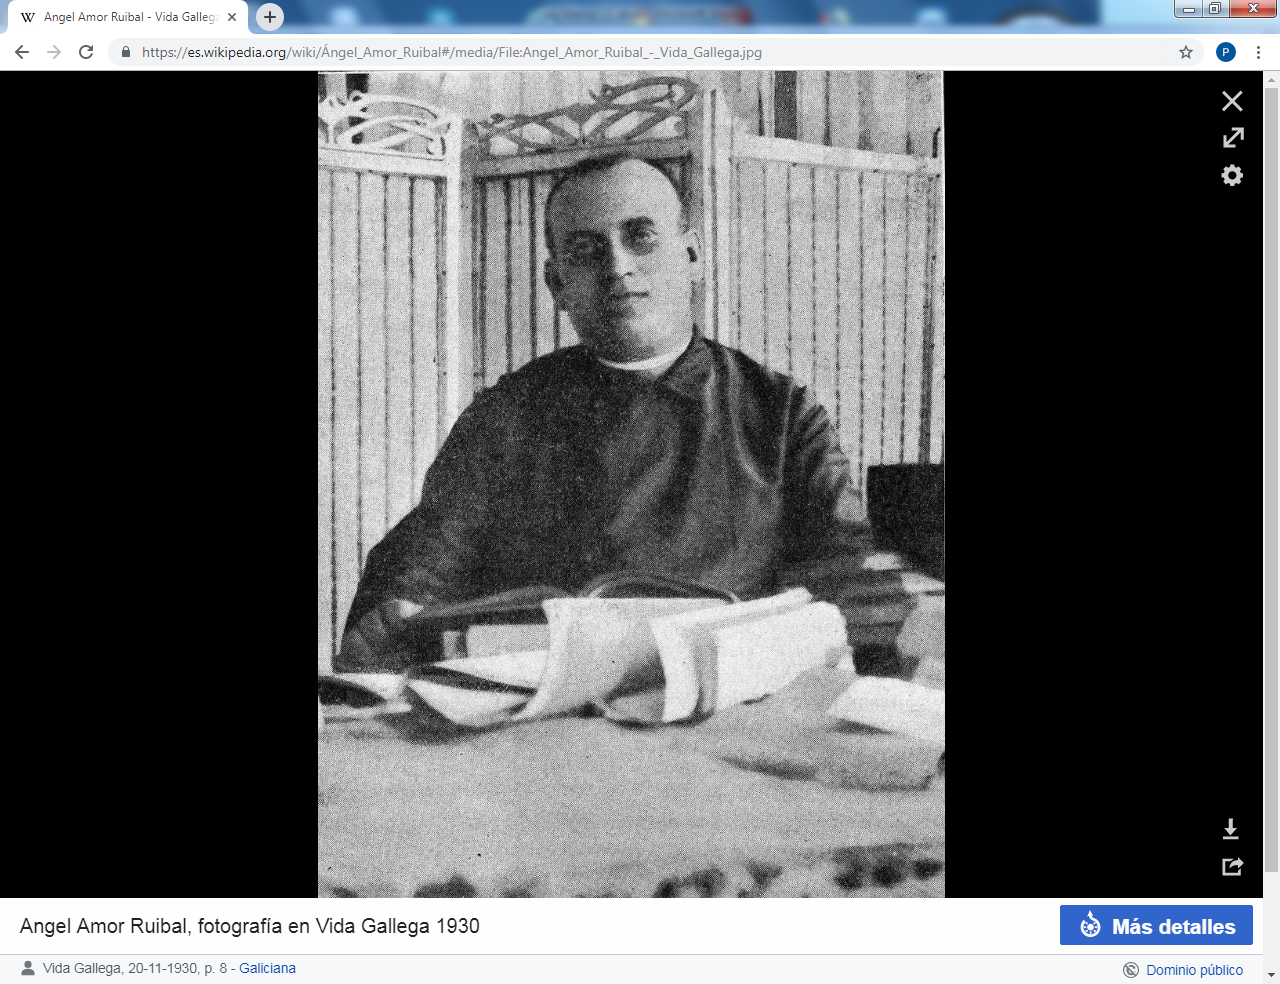 Angel Amor Ruibal - Vida Gallega
https://es.wikipedia.org/wiki/Ángel_Amor_Ruibal#/media/File:Angel_Amor_Ruibal_-_Vida_Gallega.jpg
P
Angel Amor Ruibal, fotografía en Vida Gallega 1930
Más detalles
Vida Gallega, 20-11-1930, p. 8 - Galiciana
Dominio público